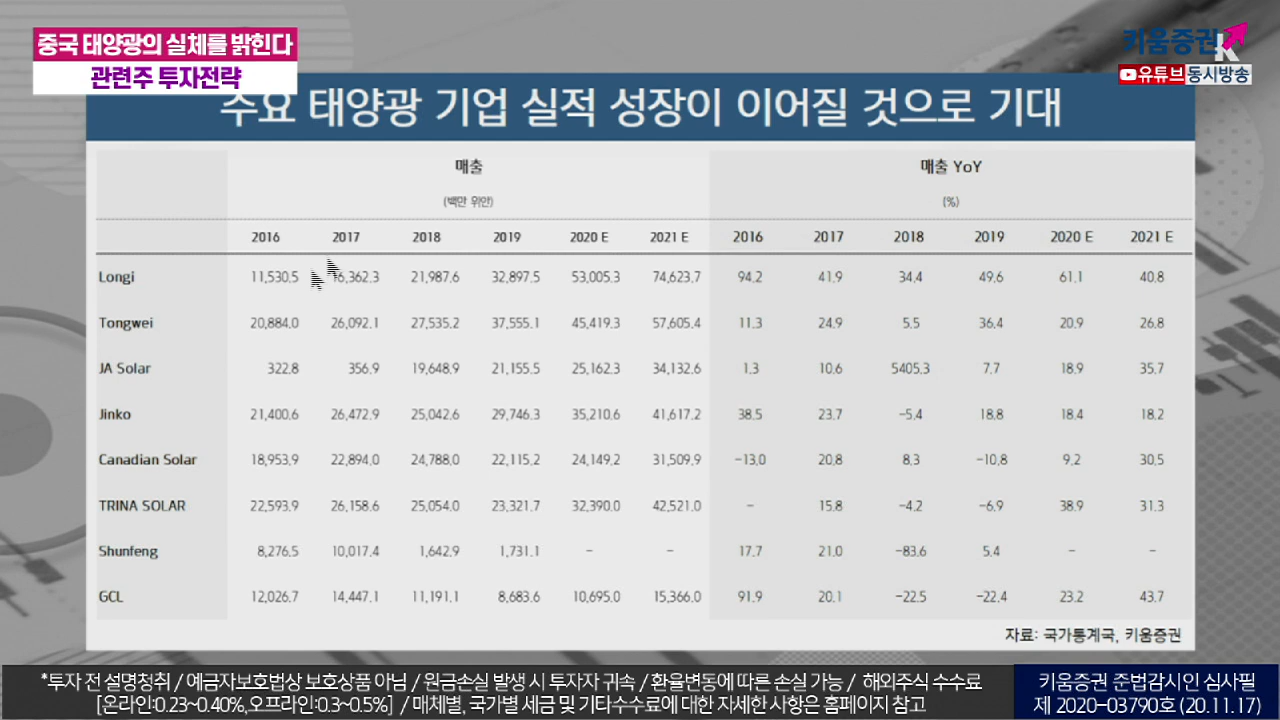 중국 태양광의 실체를 밝힌다
관련주 투자전략
키움증권
유튜브 동시방송
주요 태양광 기업 실적 성장이 이어질 것으로 기대
매출 매출 YoY
(백만 위안) (%)
2016 2017 2018 2019 2020 E 2021 E 2016 2017 2018 2019 2020 E 2021 E
Longi 11,530.5 16,362.3 21,987.6 32,897.5 53,005.3 74,623.7 94.2 41.9 34.4 49.6 61.1 40.8
Tongwei 20,884.0 26,092.1 27,535.2 37,555.1 45,419.3 57,605.4 11.3 24.9 5.5 36.4 20.9 26.8
JA Solar 322.8 356.9 19,648.9 21,155.5 25,162.3 34,132.6 1.3 10.6 5405.3 7.7 18.9 35.7
Jinko 21,400.6 26,472.9 25,042.6 29,746.3 35,210.6 41,617.2 38.5 23.7 -5.4 18.8 18.4 18.2
Canadian Solar 18,953.9 22,894.0 24,788.0 22,115.2 24,149.2 31,509.9 -13.0 20.8 8.3 -10.8 9.2 30.5
TRINA SOLAR 22,593.9 26,158.6 25,054.0 23,321.7 32,390.0 42,521.0 - 15.8 -4.2 -6.9 38.9 31.3
Shunfeng 8,276.5 10,017.4 1,642.9 1,731.1 - - 17.7 21.0 -83.6 5.4 - -
GCL 12,026.7 14,447.1 11,191.1 8,683.6 10,695.0 15,366.0 91.9 20.1 -22.5 -22.4 23.2 43.7
자료: 국가통계국, 키움증권
*투자 전 설명청취 / 예금자보호법상 보호상품 아님 / 원금손실 발생 시 투자자 귀속 / 환율변동에 따른 손실 가능 / 해외주식 수수료
[온라인:0.23~0.40%,오프라인:0.3~0.5%] / 매체별, 국가별 세금 및 기타수수료에 대한 자세한 사항은 홈페이지 참고
키움증권 준법감시인 심사필
제 2020-03790호 (20.11.17)